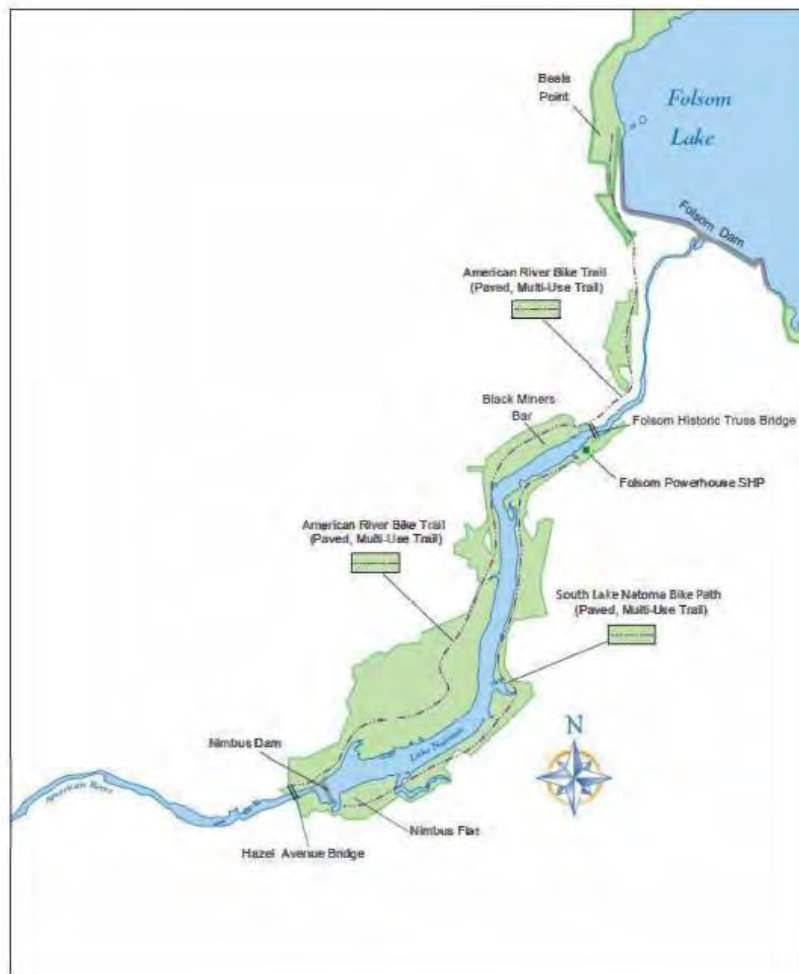 Beals
Point
Folsom
Lake
Folsom Dam
American River Bike Trail
(Paved, Multi-Use Trail)
Black Miners
Bar
Folsom Historic Truss Bridge
Folsom Powerhouse SHP
American River Bike Trail
(Paved, Multi-Use Trail)
South Lake Natoma Bike Path
(Paved, Multi-Use Trail)
N
Nimbus Dam
Lake Natoma
American River
Nimbus Flat
Hazel Avenue Bridge